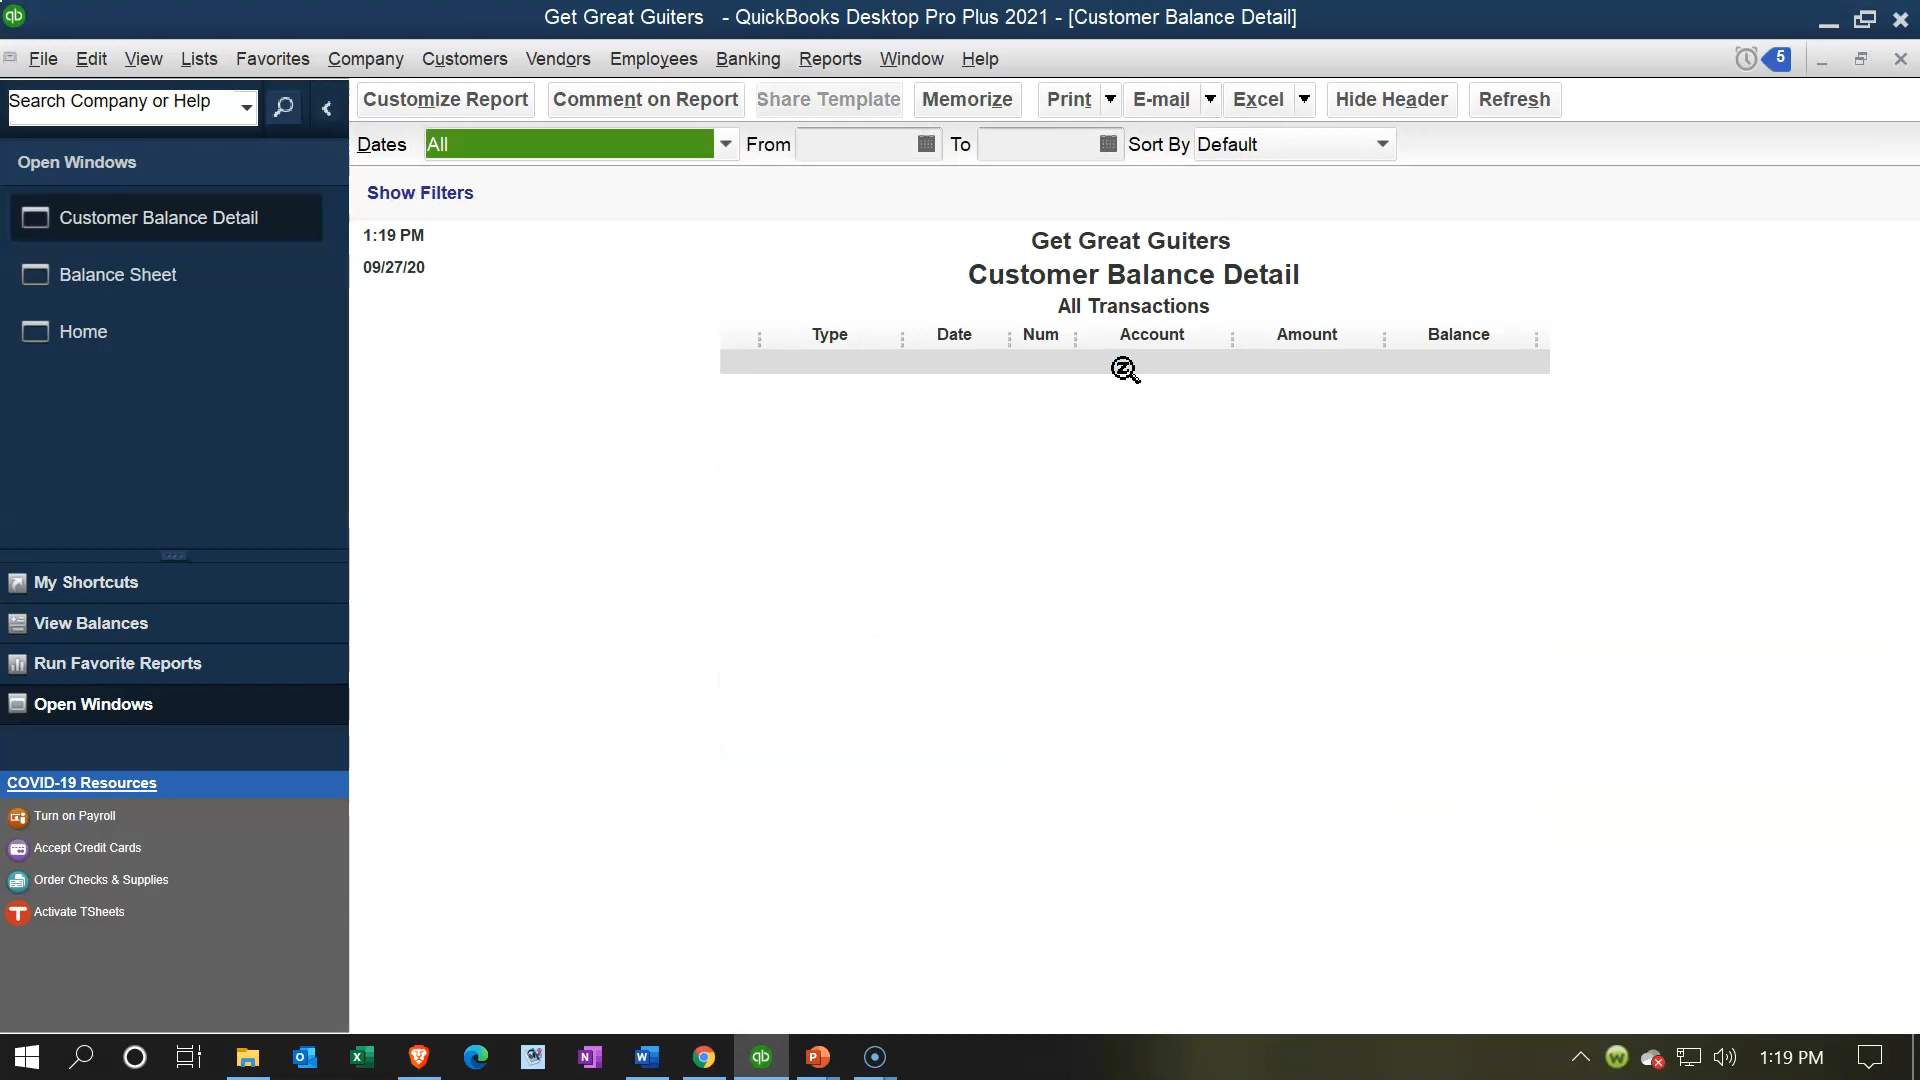 Get Great Guiters - QuickBooks Desktop Pro Plus 2021 - [Customer Balance Detail]
File Edit View Lists Favorites Company Customers Vendors Employees Banking Reports Window Help 5
Search Company or Help
Customize Report Comment on Report Share Template Memorize Print E-mail Excel Hide Header Refresh
Dates All From To Sort By Default
Open Windows
Customer Balance Detail
Balance Sheet
Home
Show Filters
1:19 PM
09/27/20
Get Great Guiters
Customer Balance Detail
All Transactions
Type Date Num Account Amount Balance
My Shortcuts
View Balances
Run Favorite Reports
Open Windows
COVID-19 Resources
Turn on Payroll
Accept Credit Cards
Order Checks & Supplies
Activate TSheets
1:19 PM